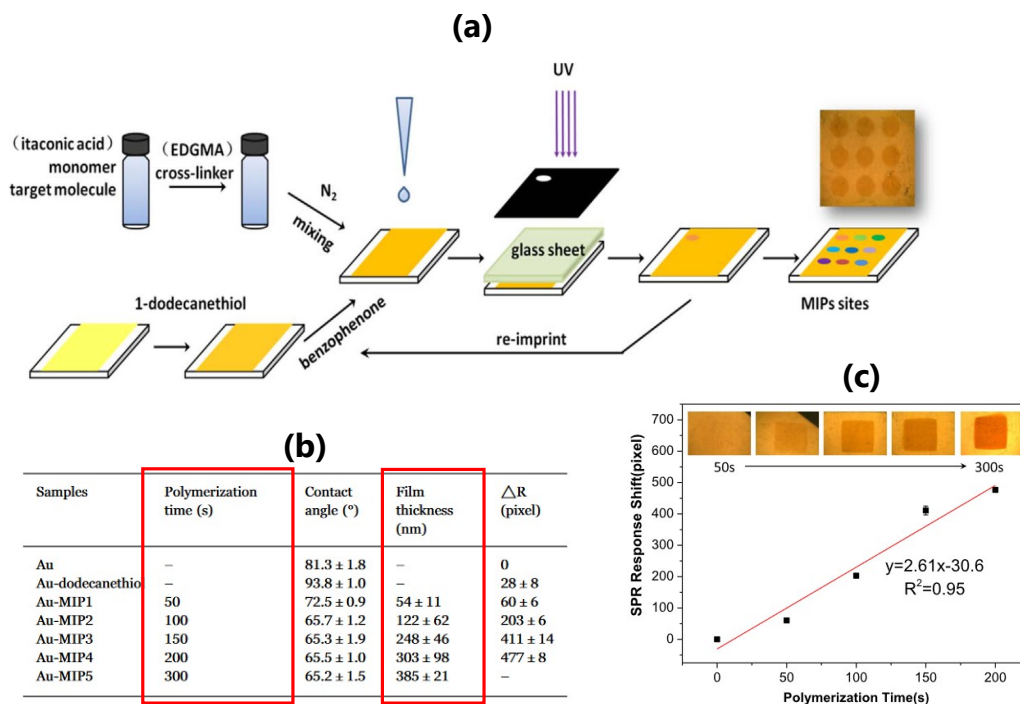 (a)
UV
(itaconic acid)
monomer
target molecule
(EDGMA)
cross-linker
N2
mixing
glass sheet
MIPs sites
1-dodecanethiol
benzophenone
re-imprint
(b)
Samples Polymerization time (s) Contact angle (°) Film thickness (nm) △R (pixel)
Au – 81.3 ± 1.8 – 0
Au-dodecanethio – 93.8 ± 1.0 – 28 ± 8
Au-MIP1 50 72.5 ± 0.9 54 ± 11 60 ± 6
Au-MIP2 100 65.7 ± 1.2 122 ± 62 203 ± 6
Au-MIP3 150 65.3 ± 1.9 248 ± 46 411 ± 14
Au-MIP4 200 65.5 ± 1.0 303 ± 98 477 ± 8
Au-MIP5 300 65.2 ± 1.5 385 ± 21 –
(c)
SPR Response Shift(pixel)
700
600
500
400
300
200
100
0
50s 300s
y=2.61x-30.6
R²=0.95
0 50 100 150 200
Polymerization Time(s)